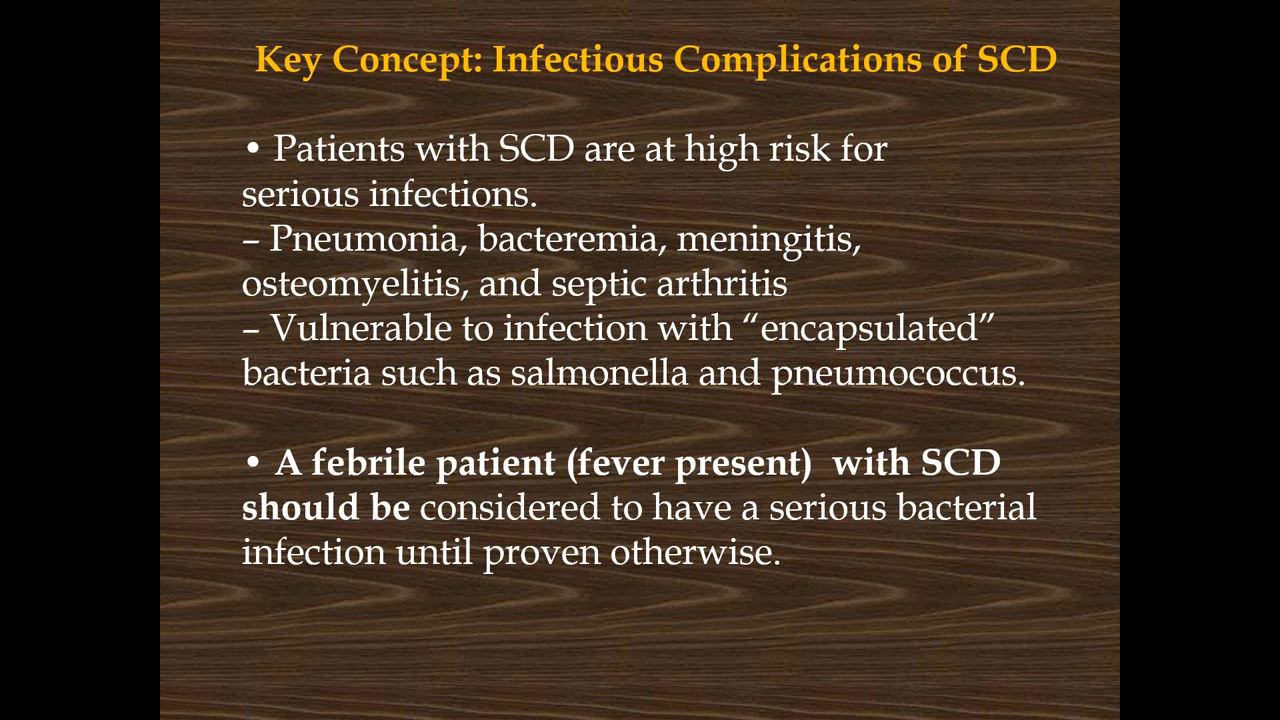 Key Concept: Infectious Complications of SCD
• Patients with SCD are at high risk for
serious infections.
– Pneumonia, bacteremia, meningitis,
osteomyelitis, and septic arthritis
– Vulnerable to infection with “encapsulated”
bacteria such as salmonella and pneumococcus.
• A febrile patient (fever present)  with SCD
should be considered to have a serious bacterial
infection until proven otherwise.